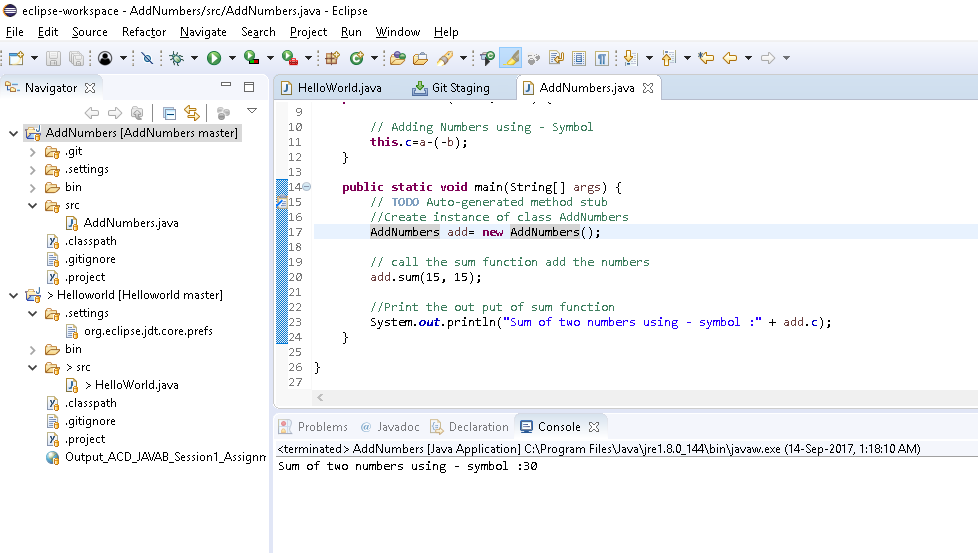 eclipse-workspace - AddNumbers/src/AddNumbers.java - Eclipse
File Edit Source Refactor Navigate Search Project Run Window Help
Navigator
HelloWorld.java Git Staging AddNumbers.java
AddNumbers [AddNumbers master]
.git
.settings
bin
src
AddNumbers.java
.classpath
.gitignore
.project
> Helloworld [Helloworld master]
.settings
org.eclipse.jdt.core.prefs
bin
> src
> HelloWorld.java
.classpath
.gitignore
.project
Output_ACD_JAVAB_Session1_Assignm
9
10 // Adding Numbers using - Symbol
11 this.c=a-(-b);
12 }
13
14 public static void main(String[] args) {
15 // TODO Auto-generated method stub
16 //Create instance of class AddNumbers
17 AddNumbers add= new AddNumbers();
18
19 // call the sum function add the numbers
20 add.sum(15, 15);
21
22 //Print the out put of sum function
23 System.out.println("Sum of two numbers using - symbol :" + add.c);
24 }
25
26 }
27
Problems Javadoc Declaration Console
<terminated> AddNumbers [Java Application] C:\Program Files\Java\jre1.8.0_144\bin\javaw.exe (14-Sep-2017, 1:18:10 AM)
Sum of two numbers using - symbol :30